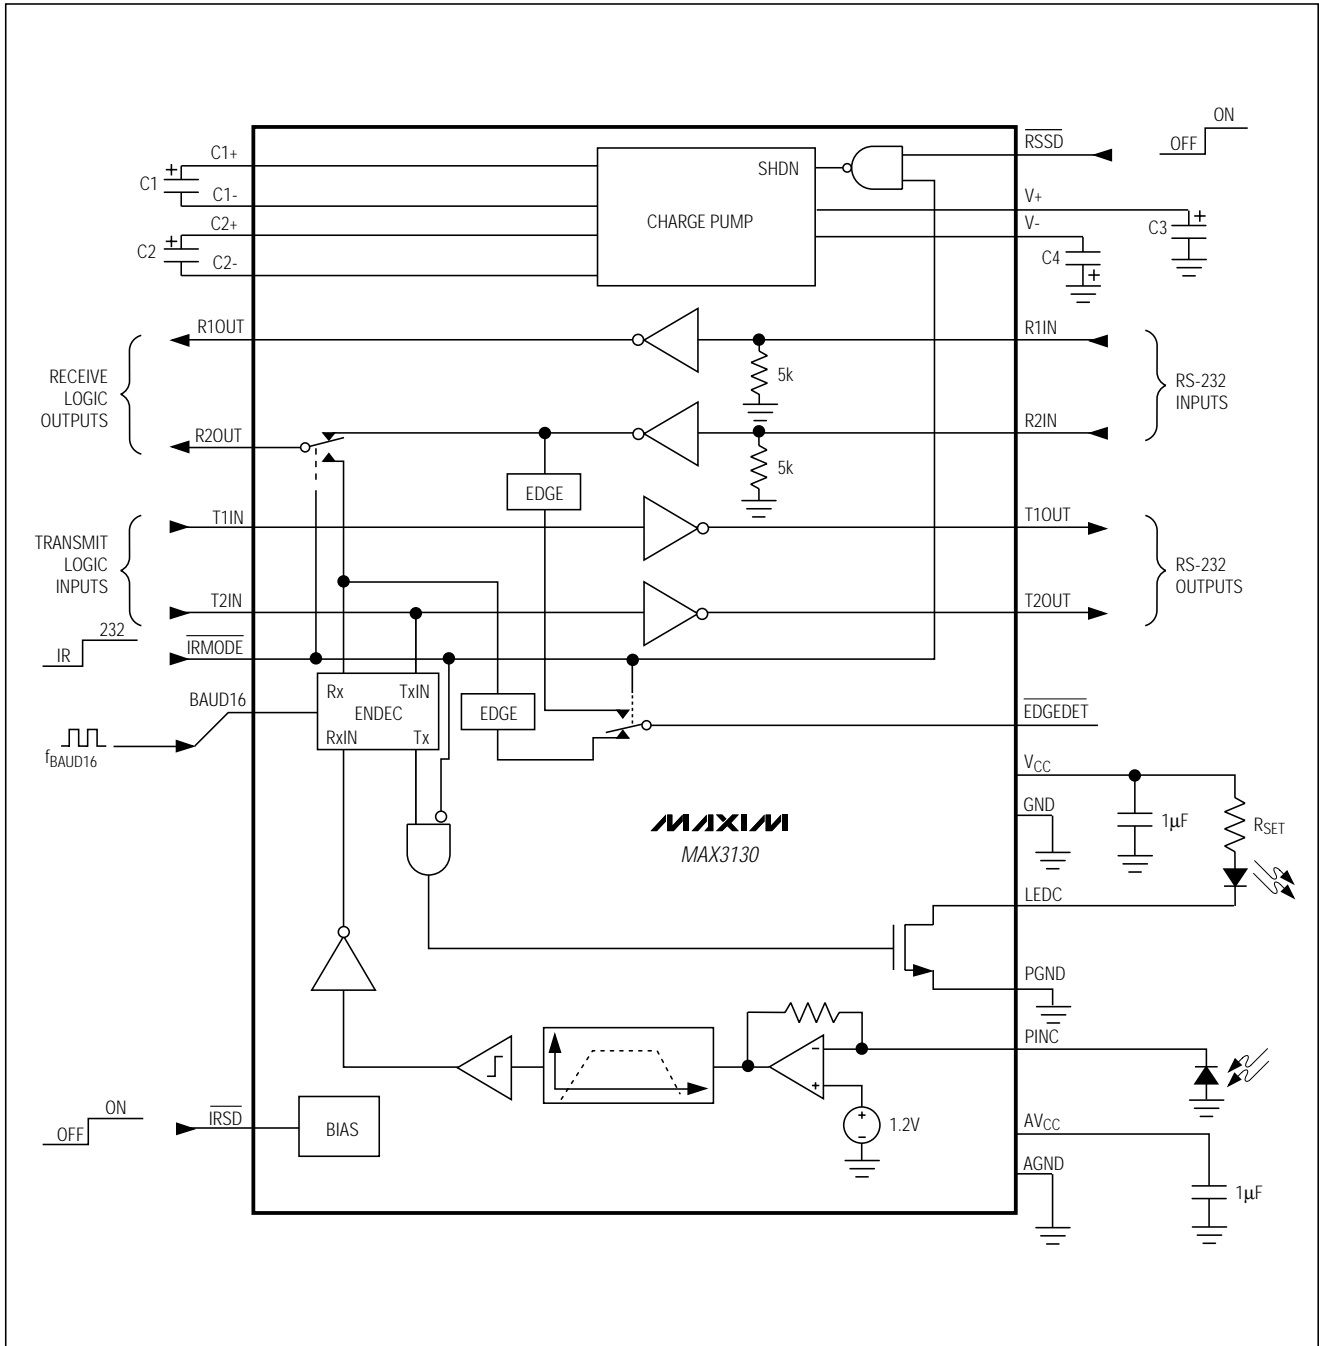 ON
OFF
RSSD
C1+
C1
C1-
C2+
C2
C2-
SHDN
CHARGE PUMP
V+
V-
C3
C4
R1OUT
R1IN
5k
RECEIVE
LOGIC
OUTPUTS
RS-232
INPUTS
R2OUT
R2IN
5k
EDGE
T1IN
T1OUT
TRANSMIT
LOGIC
INPUTS
RS-232
OUTPUTS
T2IN
T2OUT
232
IR
IRMODE
BAUD16
fBAUD16
Rx TxIN
ENDEC
RxIN Tx
EDGE
EDGEDET
VCC
GND
1µF
RSET
MAXIM
MAX3130
LEDC
PGND
PINC
-
+
+
-
1.2V
ON
OFF
IRSD
BIAS
AVCC
AGND
1µF